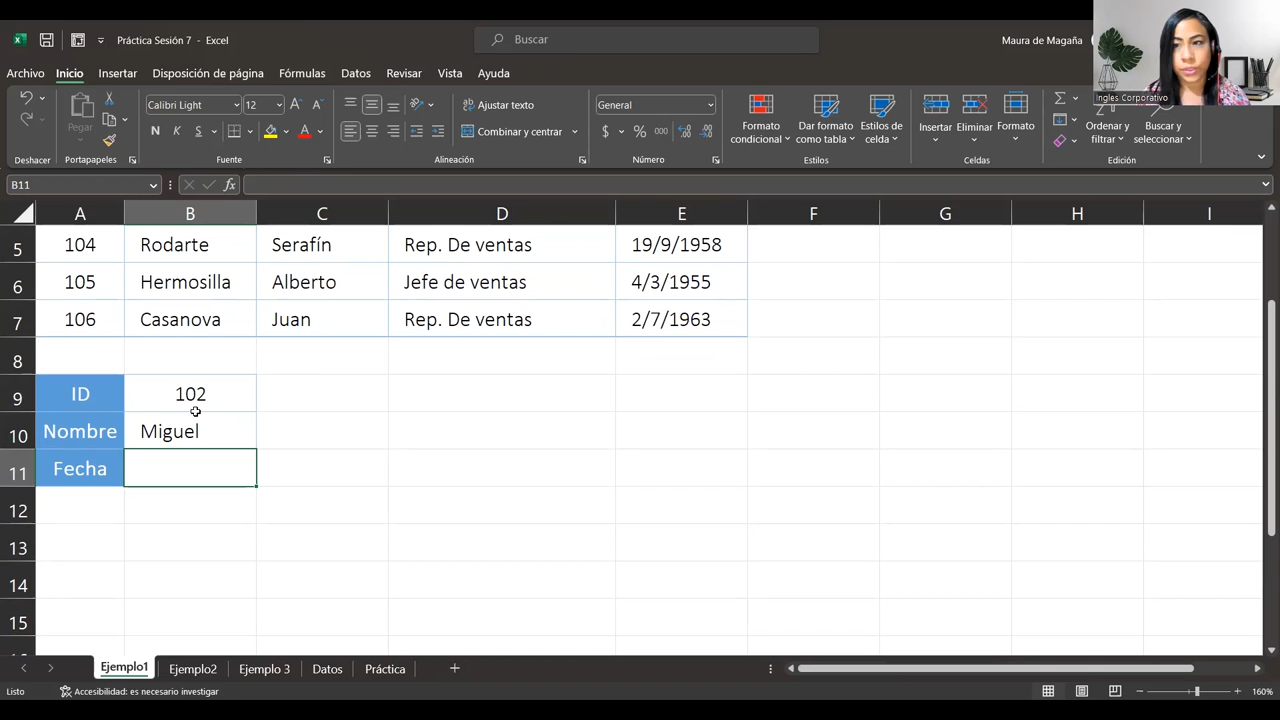 Práctica Sesión 7 - Excel
Buscar
Maura de Magaña
Ingles Corporativo
Archivo Inicio Insertar Disposición de página Fórmulas Datos Revisar Vista Ayuda
Pegar
Calibri Light 12
N K S
Ajustar texto
Combinar y centrar
General
$ % 000
Formato condicional
Dar formato como tabla
Estilos de celda
Insertar
Eliminar
Formato
Ordenar y filtrar
Buscar y seleccionar
Deshacer Portapapeles Fuente Alineación Número Estilos Celdas Edición
B11
fx
A B C D E F G H I
5 104 Rodarte Serafín Rep. De ventas 19/9/1958
6 105 Hermosilla Alberto Jefe de ventas 4/3/1955
7 106 Casanova Juan Rep. De ventas 2/7/1963
8
9 ID 102
10 Nombre Miguel
11 Fecha
12
13
14
15
Ejemplo1 Ejemplo2 Ejemplo 3 Datos Práctica
Listo Accesibilidad: es necesario investigar 160%